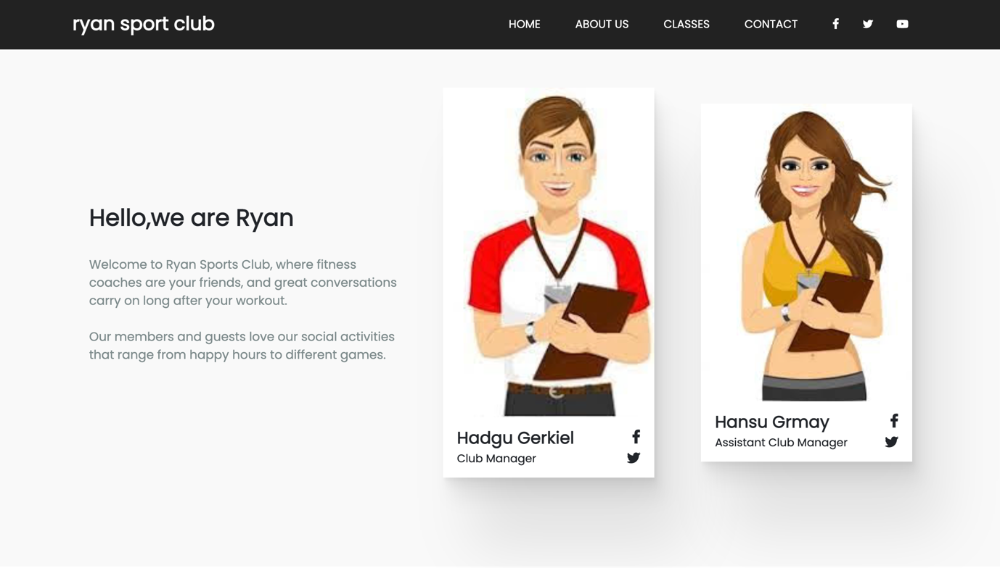 ryan sport club
HOME
ABOUT US
CLASSES
CONTACT
Hello,we are Ryan
Welcome to Ryan Sports Club, where fitness
coaches are your friends, and great conversations
carry on long after your workout.
Our members and guests love our social activities
that range from happy hours to different games.
Hadgu Gerkiel
Club Manager
Hansu Grmay
Assistant Club Manager